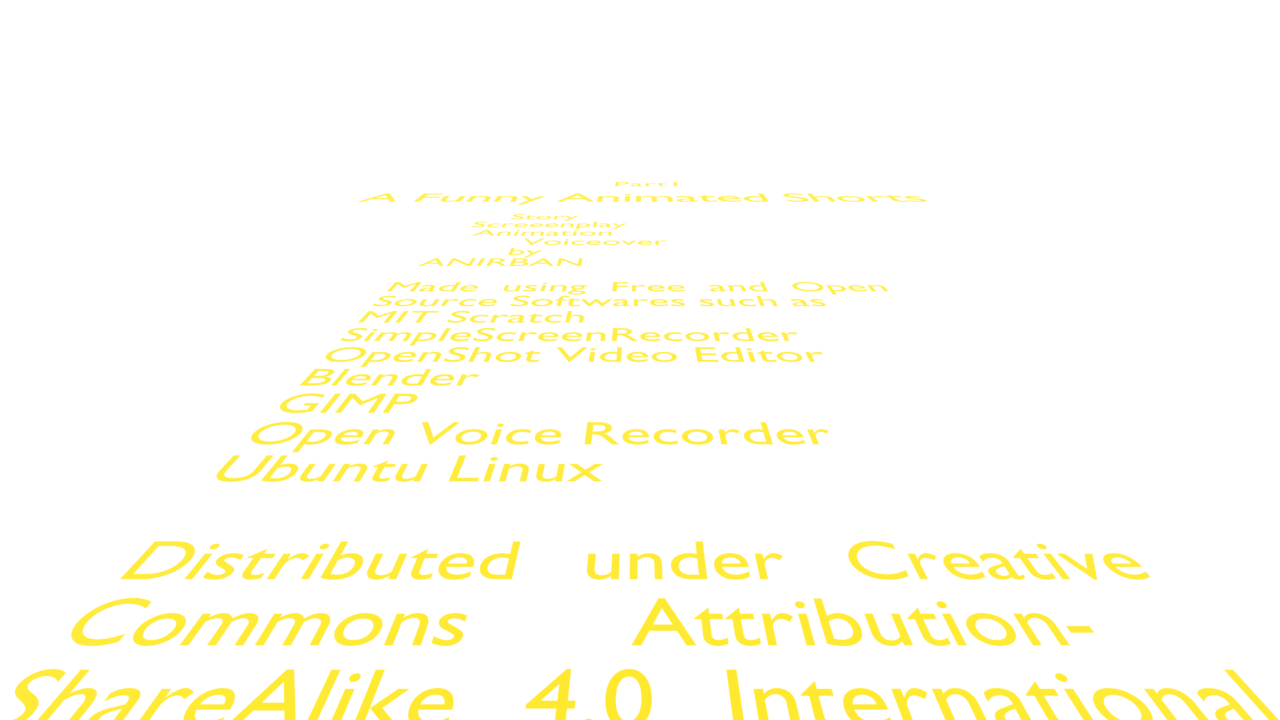 Part1
A Funny Animated Shorts
Story
Screeenplay
Animation
Voiceover
by
ANIRBAN
Made using Free and Open
Source Softwares such as
MIT Scratch
SimpleScreenRecorder
OpenShot Video Editor
Blender
GIMP
Open Voice Recorder
Ubuntu Linux
Distributed under Creative
Commons Attribution-
ShareAlike 4.0 International